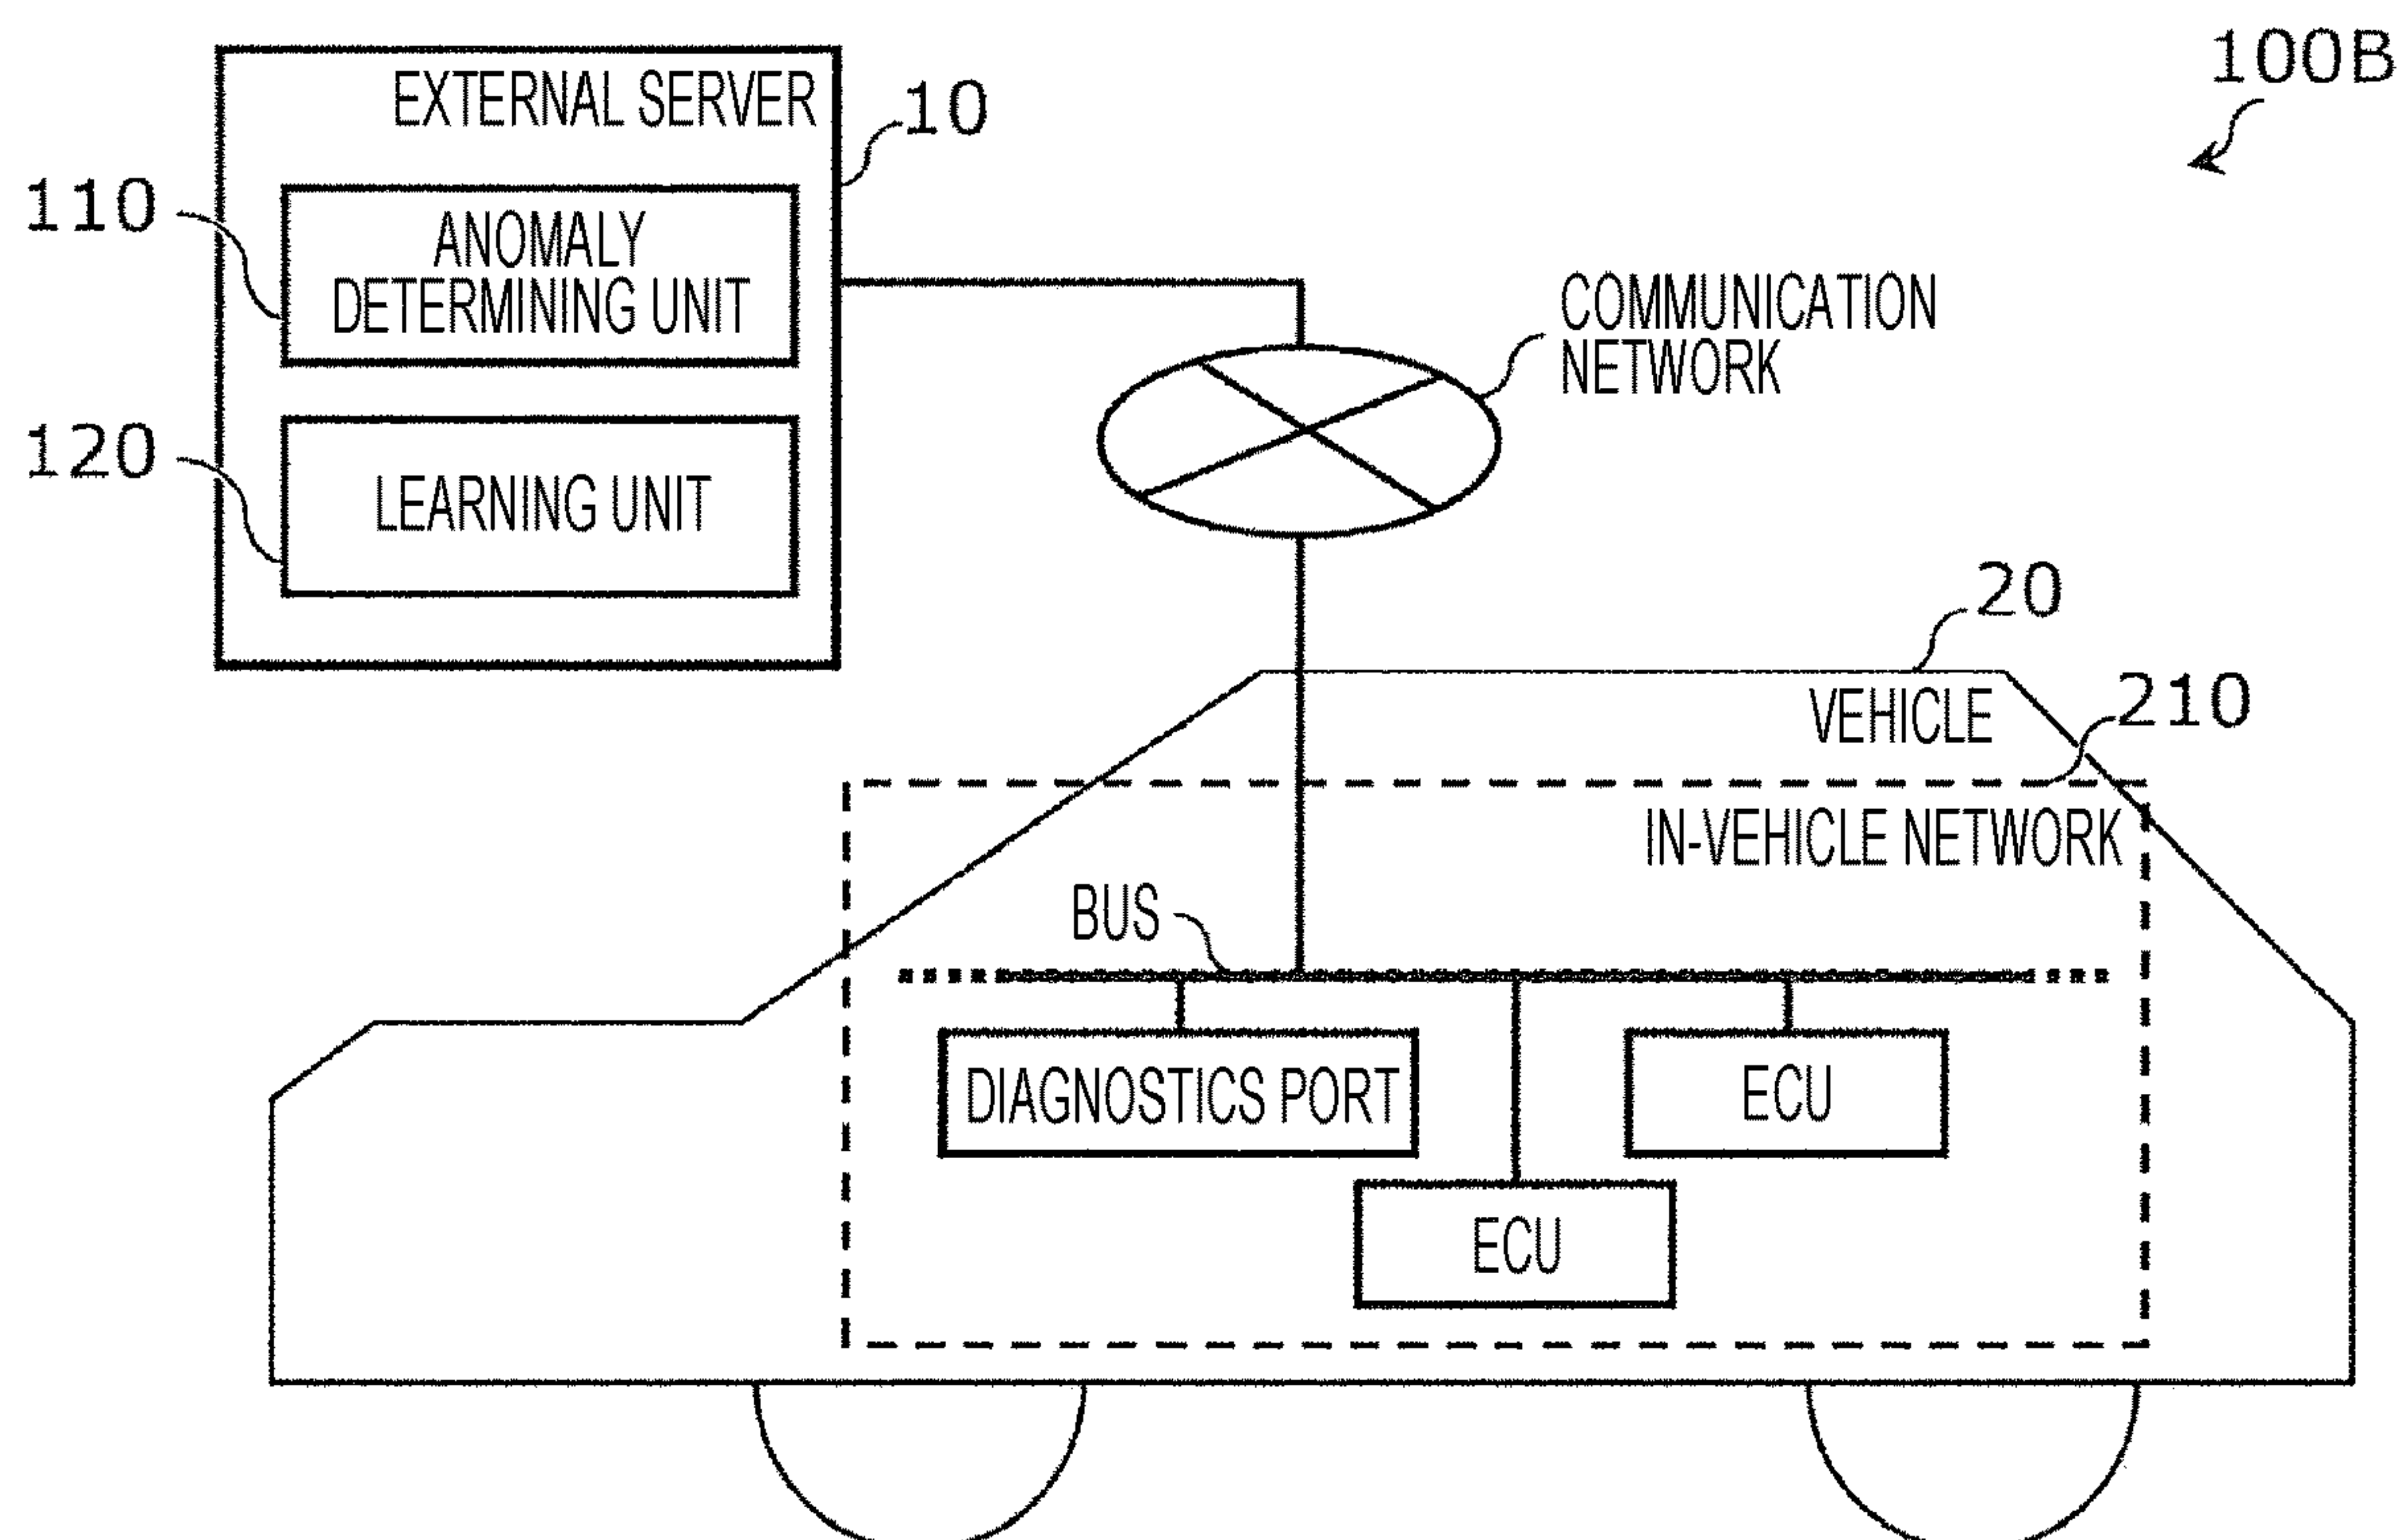 100B
EXTERNAL SERVER
10
110
ANOMALY
DETERMINING UNIT
COMMUNICATION
NETWORK
120
LEARNING UNIT
20
VEHICLE
210
IN-VEHICLE NETWORK
BUS
DIAGNOSTICS PORT
ECU
ECU